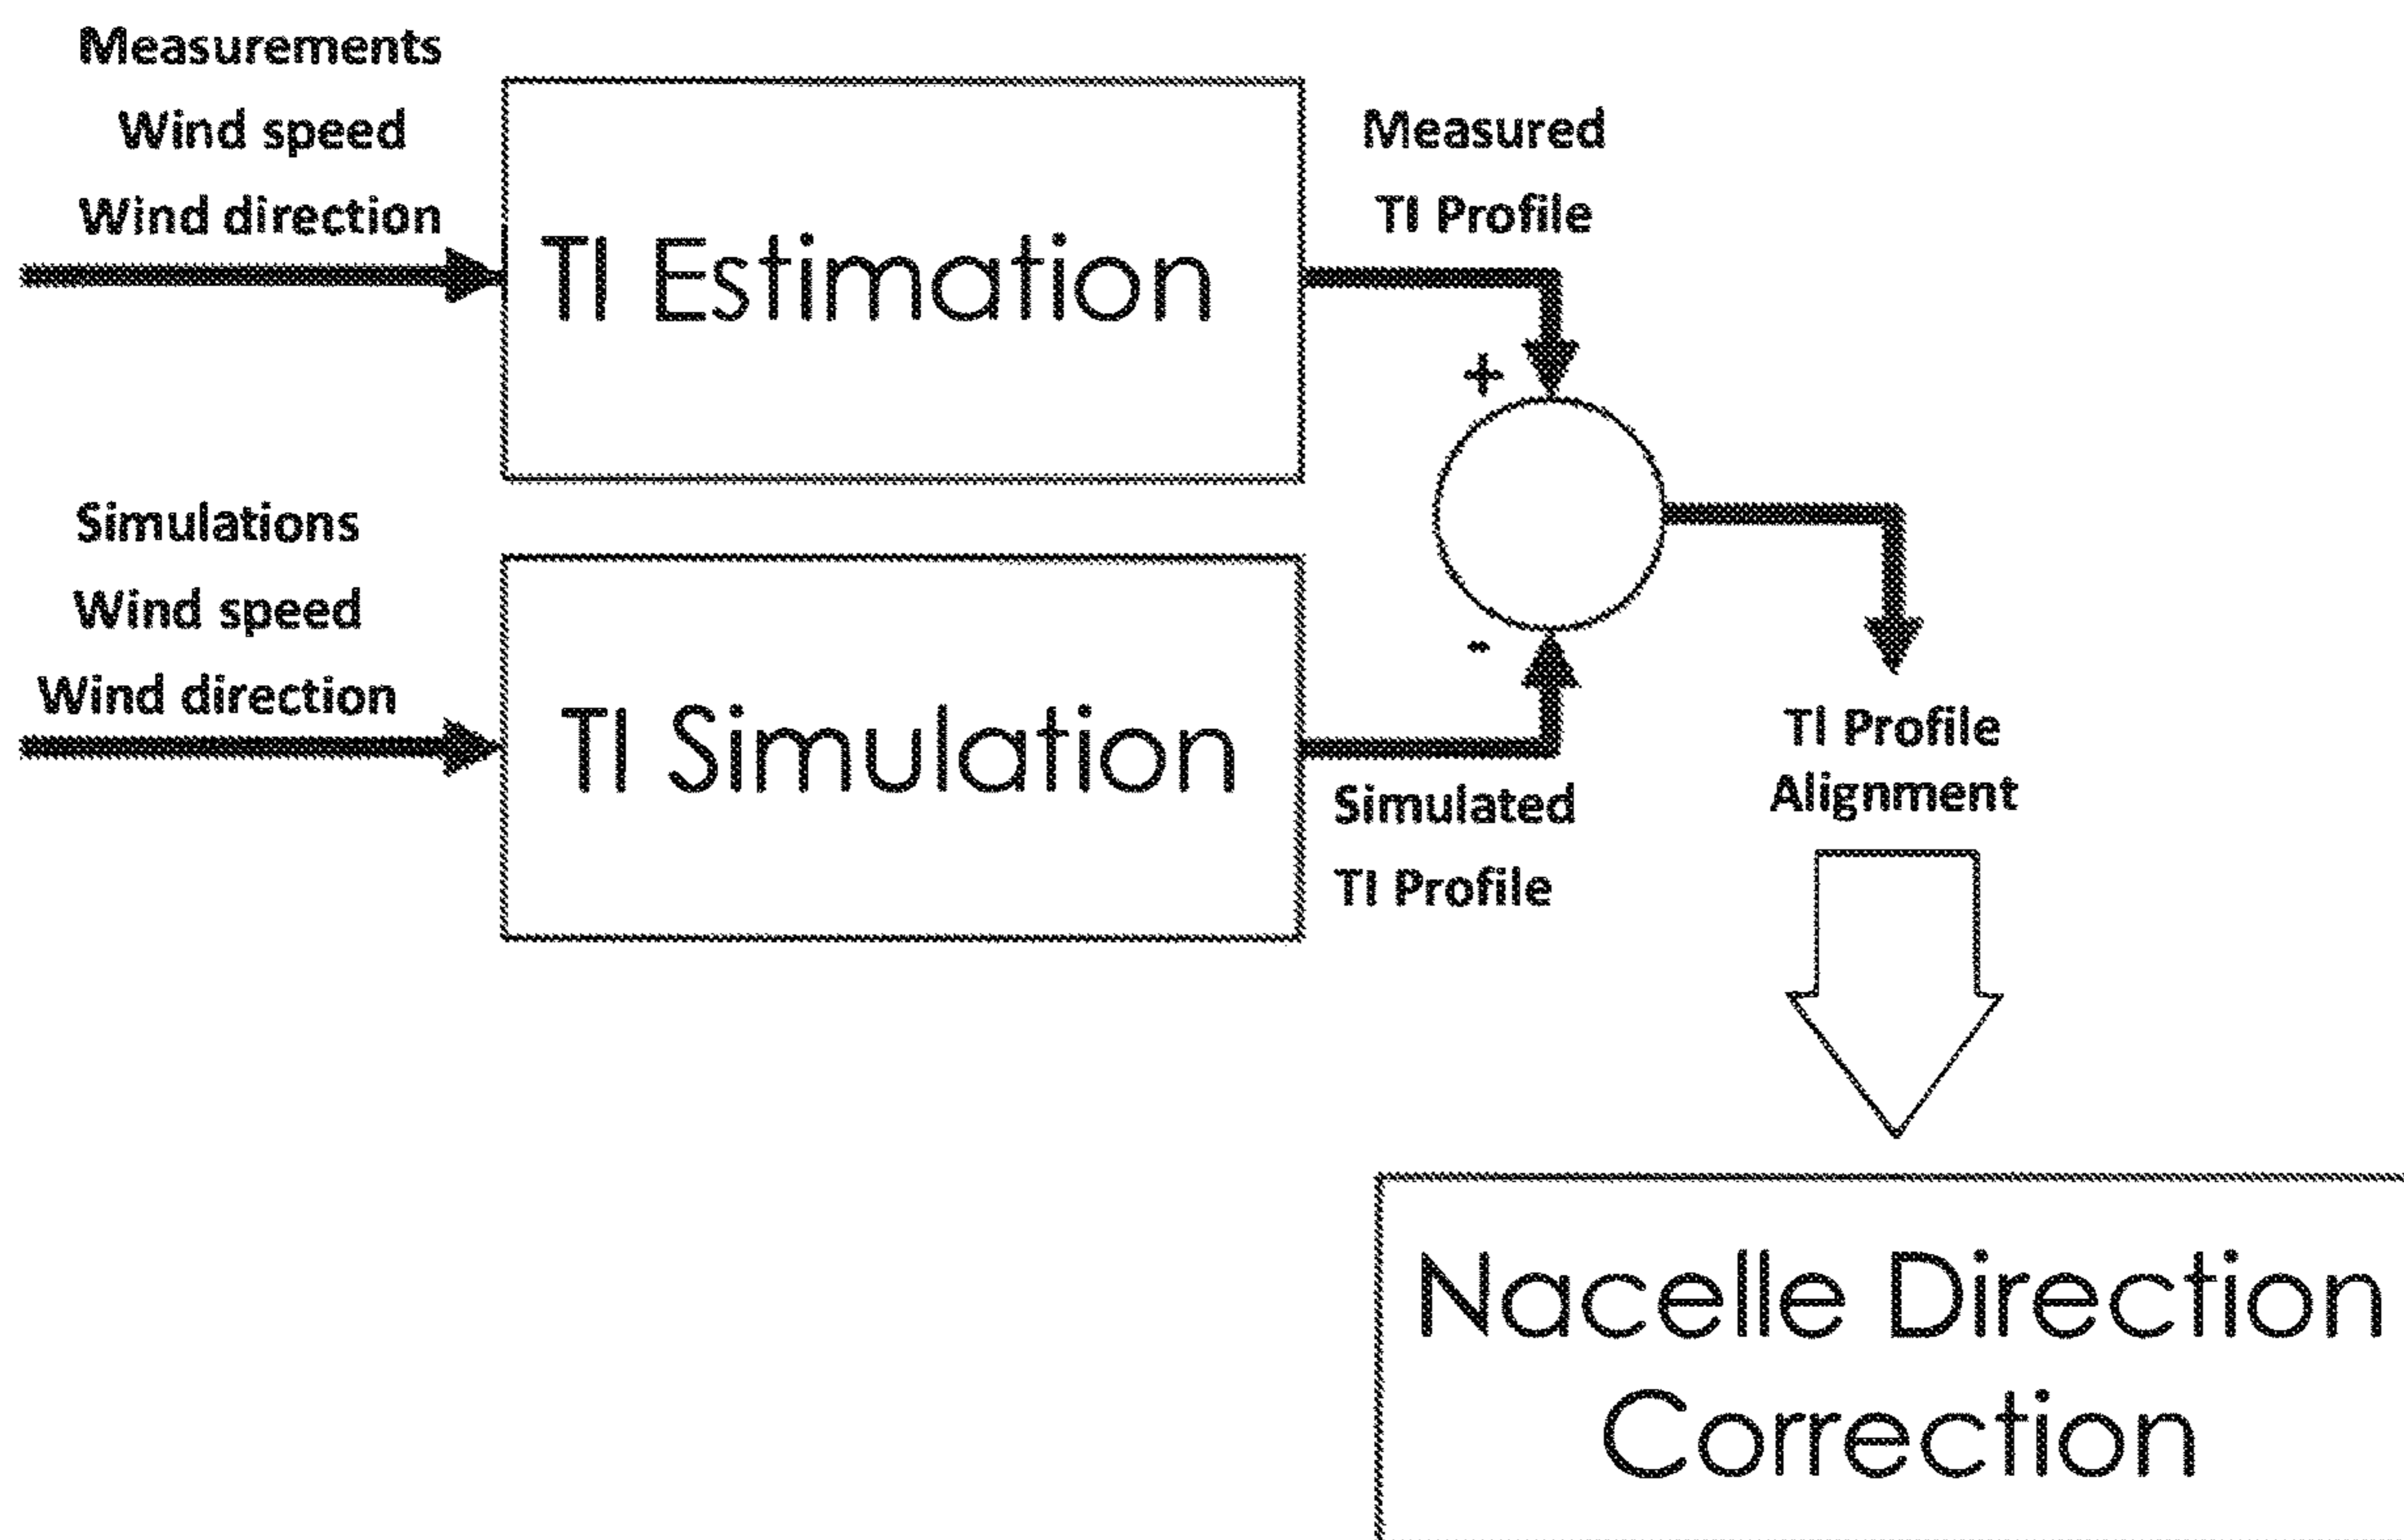 Measurements
Wind speed
Wind direction
TI Estimation
Measured
TI Profile
+
Simulations
Wind speed
Wind direction
TI Simulation
-
Simulated
TI Profile
TI Profile
Alignment
Nacelle Direction
Correction